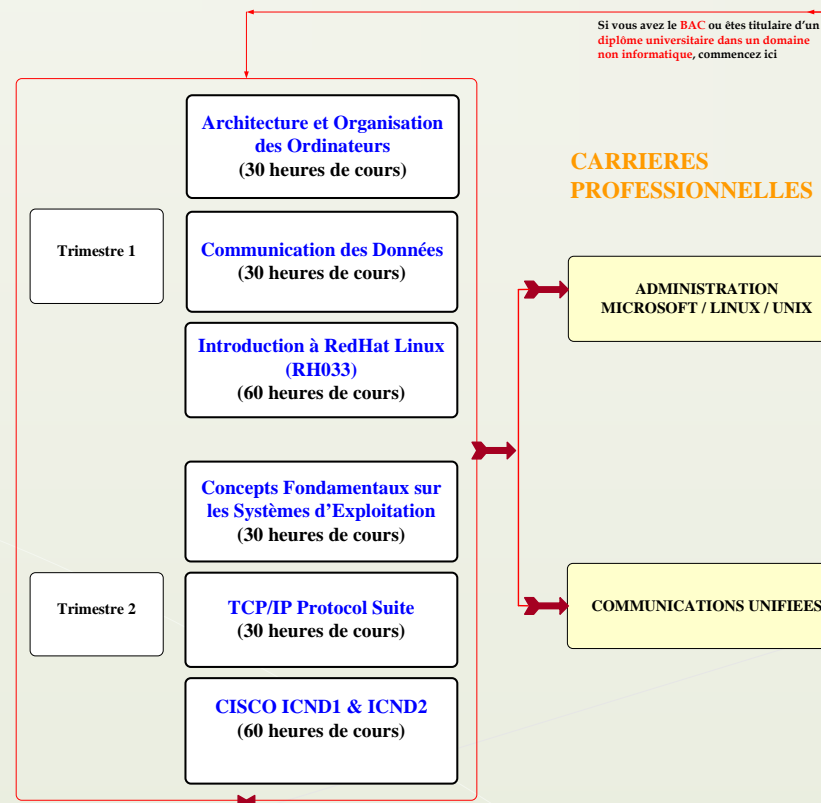 Si vous avez le BAC ou êtes titulaire d'un
diplôme universitaire dans un domaine
non informatique, commencez ici
Architecture et Organisation
des Ordinateurs
(30 heures de cours)
CARRIERES
PROFESSIONNELLES
Trimestre 1
Communication des Données
(30 heures de cours)
ADMINISTRATION
MICROSOFT / LINUX / UNIX
Introduction à RedHat Linux
(RH033)
(60 heures de cours)
Concepts Fondamentaux sur
les Systèmes d'Exploitation
(30 heures de cours)
Trimestre 2
TCP/IP Protocol Suite
(30 heures de cours)
COMMUNICATIONS UNIFIEES
CISCO ICND1 & ICND2
(60 heures de cours)